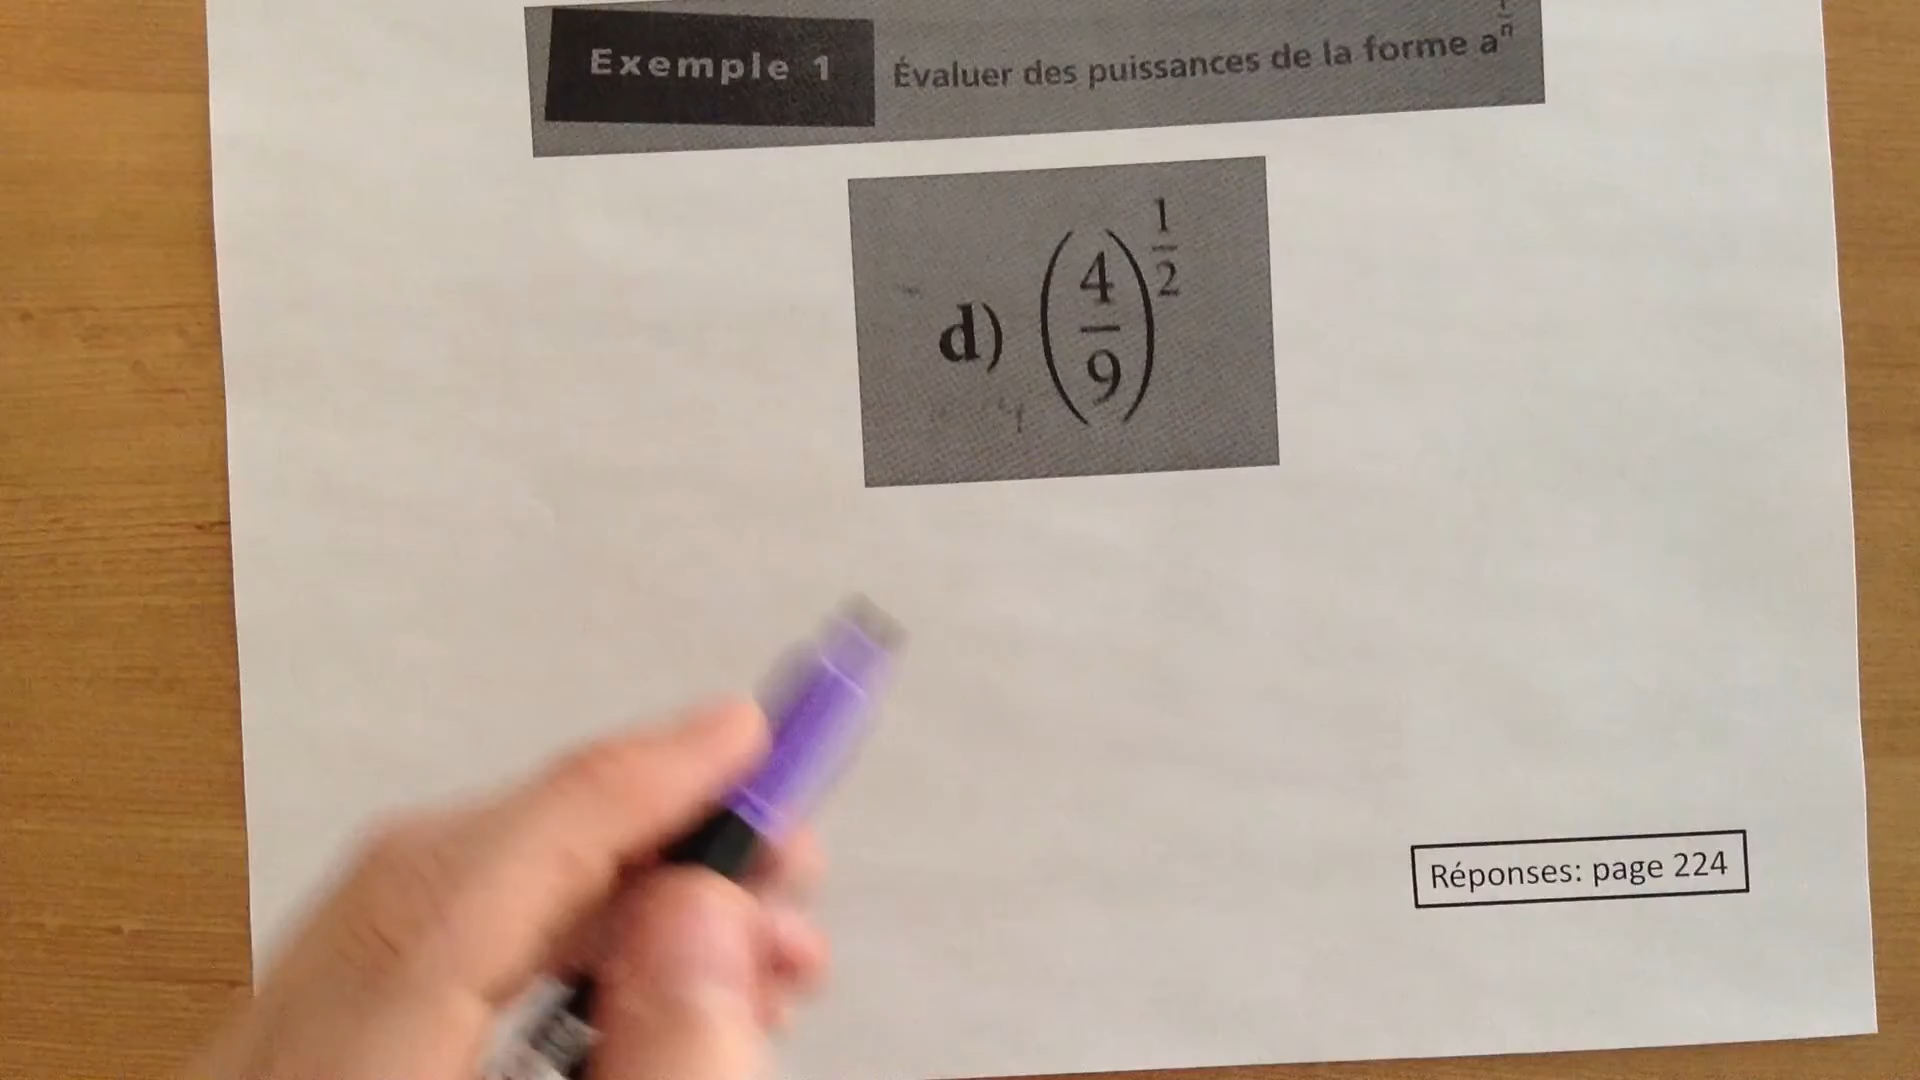 Exemple 1 Évaluer des puissances de la forme a^(1/n)
d) (4/9)^(1/2)
Réponses: page 224